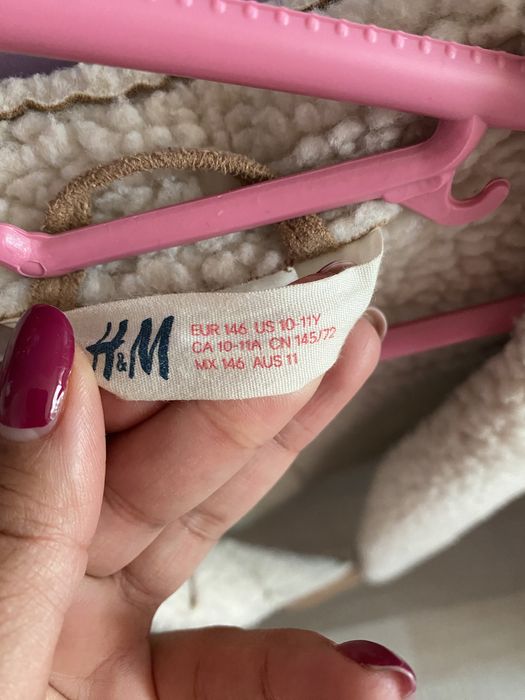 H&M
EUR 146 US 10-11Y
CA 10-11A CN 145/72
MX 146 AUS 11